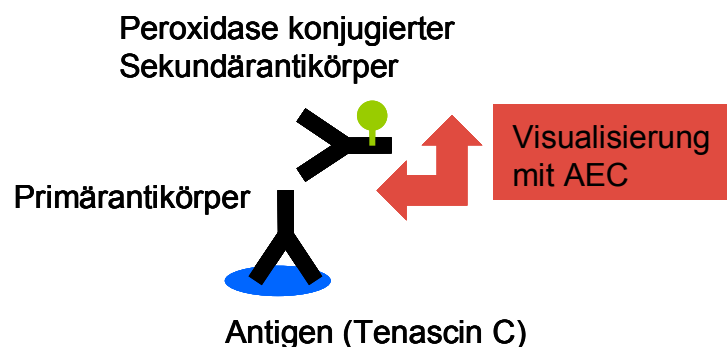 Peroxidase konjugierter
Sekundärantikörper
Visualisierung
mit AEC
Primärantikörper
Antigen (Tenascin C)